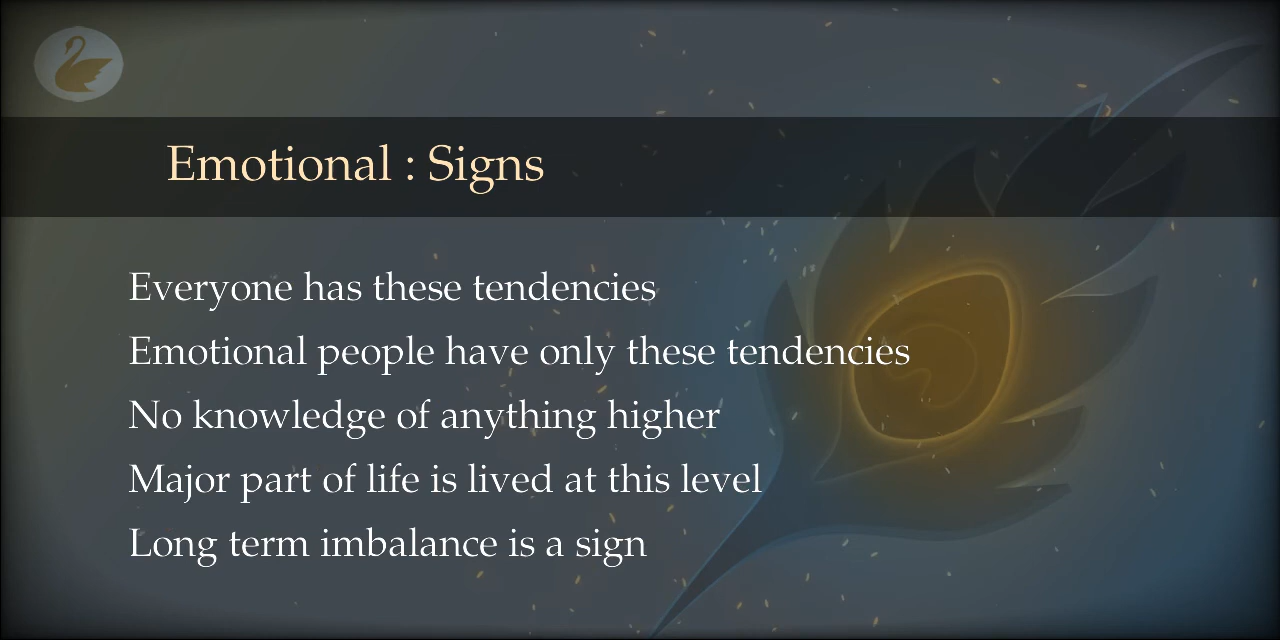 Emotional : Signs
Everyone has these tendencies
Emotional people have only these tendencies
No knowledge of anything higher
Major part of life is lived at this level
Long term imbalance is a sign